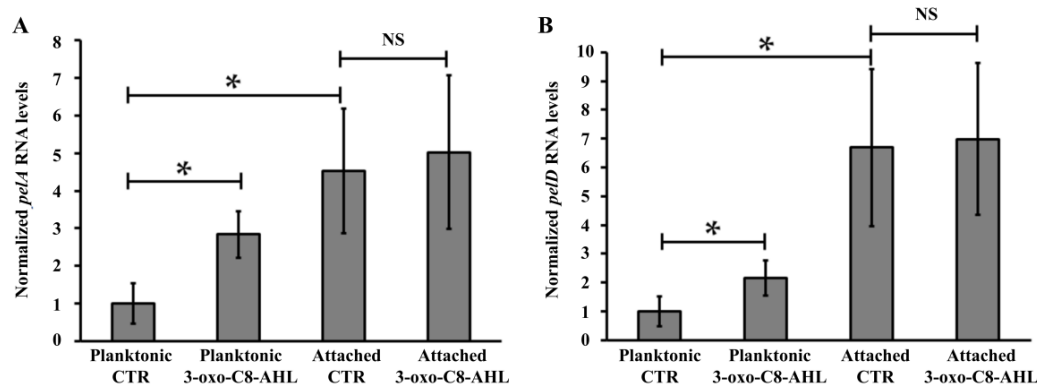 A
Normalized pelA RNA levels
8
7
6
5
4
3
2
1
0
*
*
NS
Planktonic CTR
Planktonic 3-oxo-C8-AHL
Attached CTR
Attached 3-oxo-C8-AHL
B
Normalized pelD RNA levels
10
9
8
7
6
5
4
3
2
1
0
*
*
NS
Planktonic CTR
Planktonic 3-oxo-C8-AHL
Attached CTR
Attached 3-oxo-C8-AHL